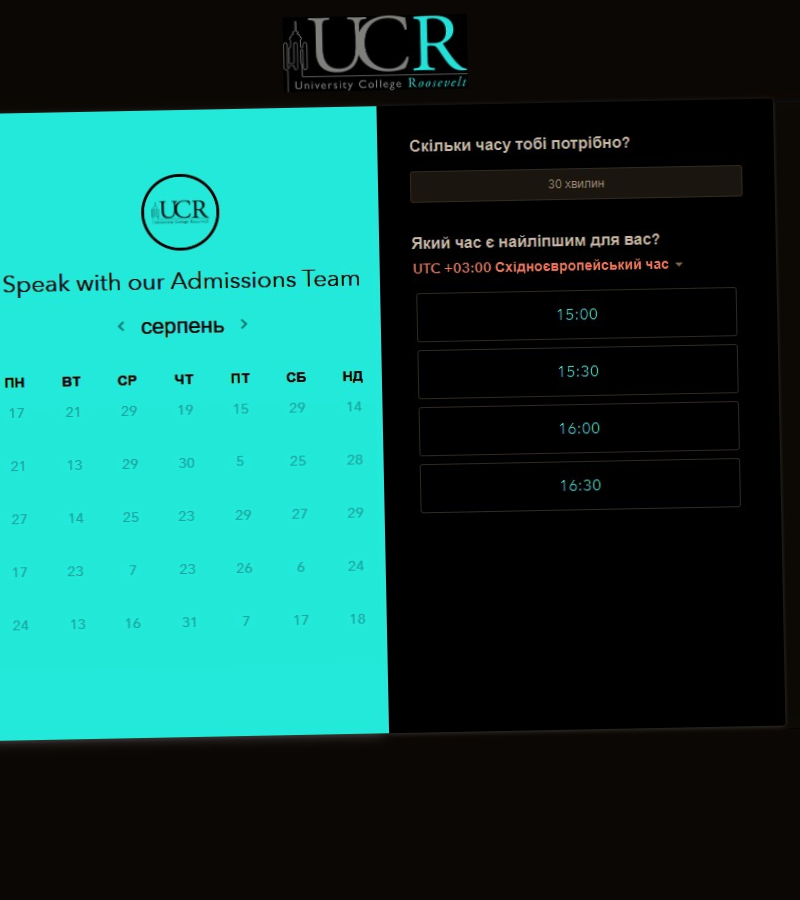 UCR
University College Roosevelt
UCR
University College Roosevelt
Speak with our Admissions Team
серпень
ПН ВТ СР ЧТ ПТ СБ НД
17 21 29 19 15 29 14
21 13 29 30 5 25 28
27 14 25 23 29 27 29
17 23 7 23 26 6 24
24 13 16 31 7 17 18
Скільки часу тобі потрібно?
30 хвилин
Який час є найліпшим для вас?
UTC +03:00 Східноєвропейський час
15:00
15:30
16:00
16:30